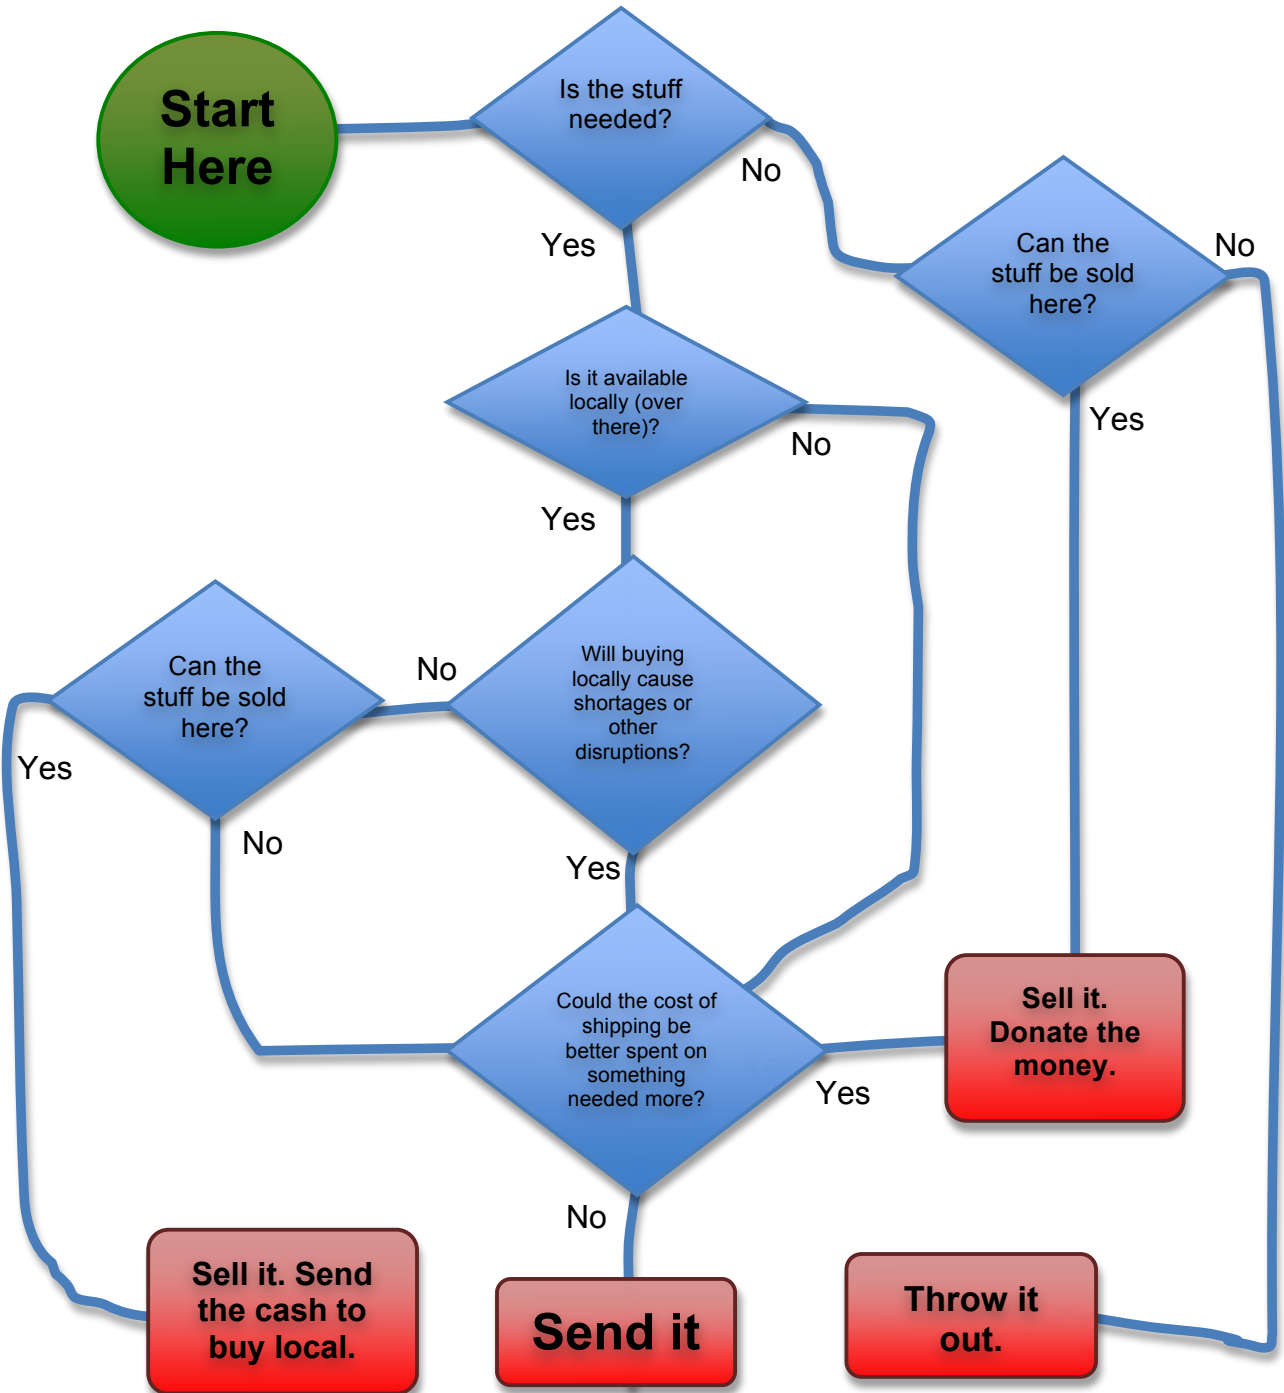 Start
Here
Is the stuff
needed?
No
Yes
Can the
stuff be sold
here?
No
Yes
Is it available
locally (over
there)?
No
Yes
Will buying
locally cause
shortages or
other
disruptions?
No
Yes
Can the
stuff be sold
here?
Yes
No
Could the cost of
shipping be
better spent on
something
needed more?
Yes
No
Sell it.
Donate the
money.
Sell it. Send
the cash to
buy local.
Send it
Throw it
out.